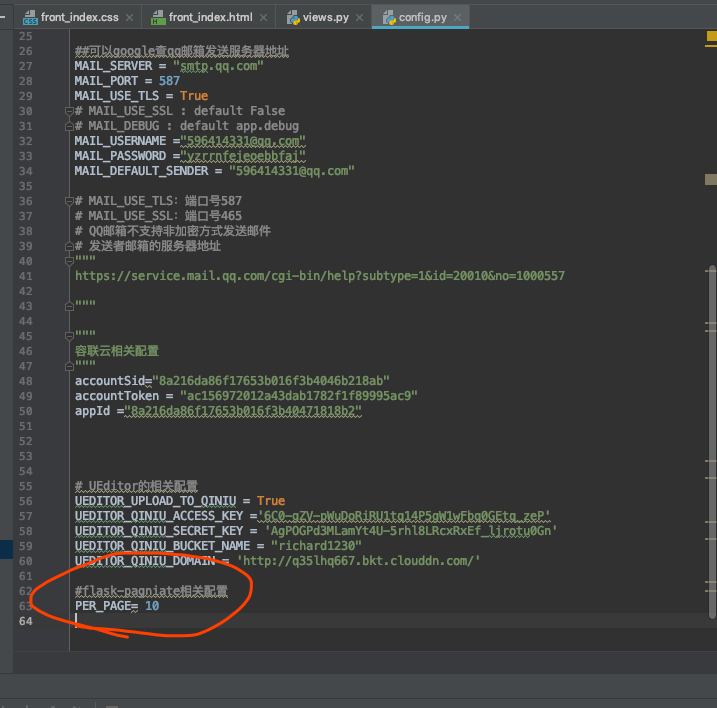 front_index.css front_index.html views.py config.py
25
26 ##可以google查qq邮箱发送服务器地址
27 MAIL_SERVER = "smtp.qq.com"
28 MAIL_PORT = 587
29 MAIL_USE_TLS = True
30 # MAIL_USE_SSL : default False
31 # MAIL_DEBUG : default app.debug
32 MAIL_USERNAME ="596414331@qq.com"
33 MAIL_PASSWORD ="yzrrnfejeoebbfaj"
34 MAIL_DEFAULT_SENDER = "596414331@qq.com"
35
36 # MAIL_USE_TLS: 端口号587
37 # MAIL_USE_SSL: 端口号465
38 # QQ邮箱不支持非加密方式发送邮件
39 # 发送者邮箱的服务器地址
40 """
41 https://service.mail.qq.com/cgi-bin/help?subtype=1&id=20010&no=1000557
42
43 """
44
45 """
46 容联云相关配置
47 """
48 accountSid="8a216da86f17653b016f3b4046b218ab"
49 accountToken = "ac156972012a43dab1782f1f89995ac9"
50 appId ="8a216da86f17653b016f3b40471818b2"
51
52
53
54
55 # UEditor的相关配置
56 UEDITOR_UPLOAD_TO_QINIU = True
57 UEDITOR_QINIU_ACCESS_KEY ='6C0-gZV-pWuDoRiRU1tq14P5gW1wFbq0GEtq_zeP'
58 UEDITOR_QINIU_SECRET_KEY = 'AgPOGPd3MLamYt4U-5rhl8LRcxRxEf_ljrotu0Gn'
59 UEDITOR_QINIU_BUCKET_NAME = "richard1230"
60 UEDITOR_QINIU_DOMAIN = 'http://q35lhq667.bkt.clouddn.com/'
61
62 #flask-pagniate相关配置
63 PER_PAGE= 10
64